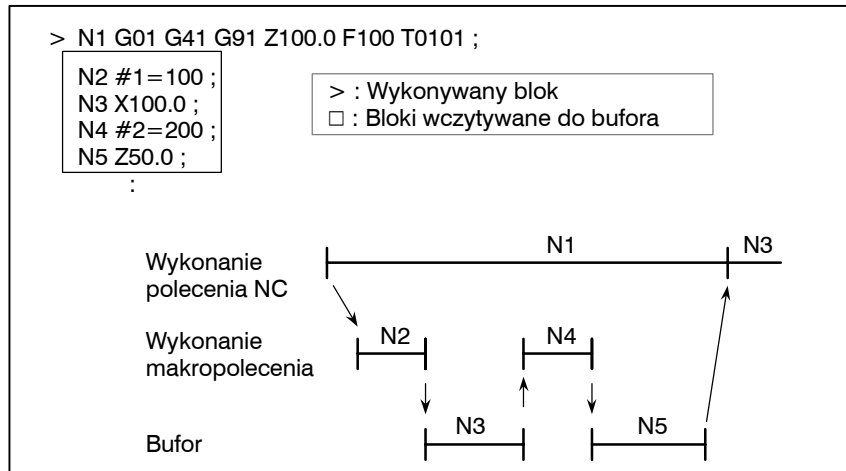 > N1 G01 G41 G91 Z100.0 F100 T0101 ;
N2 #1=100 ;
N3 X100.0 ;
N4 #2=200 ;
N5 Z50.0 ;
:
> : Wykonywany blok
□ : Bloki wczytywane do bufora
N1
N3
Wykonanie
polecenia NC
N2
N4
Wykonanie
makropolecenia
N3
N5
Bufor